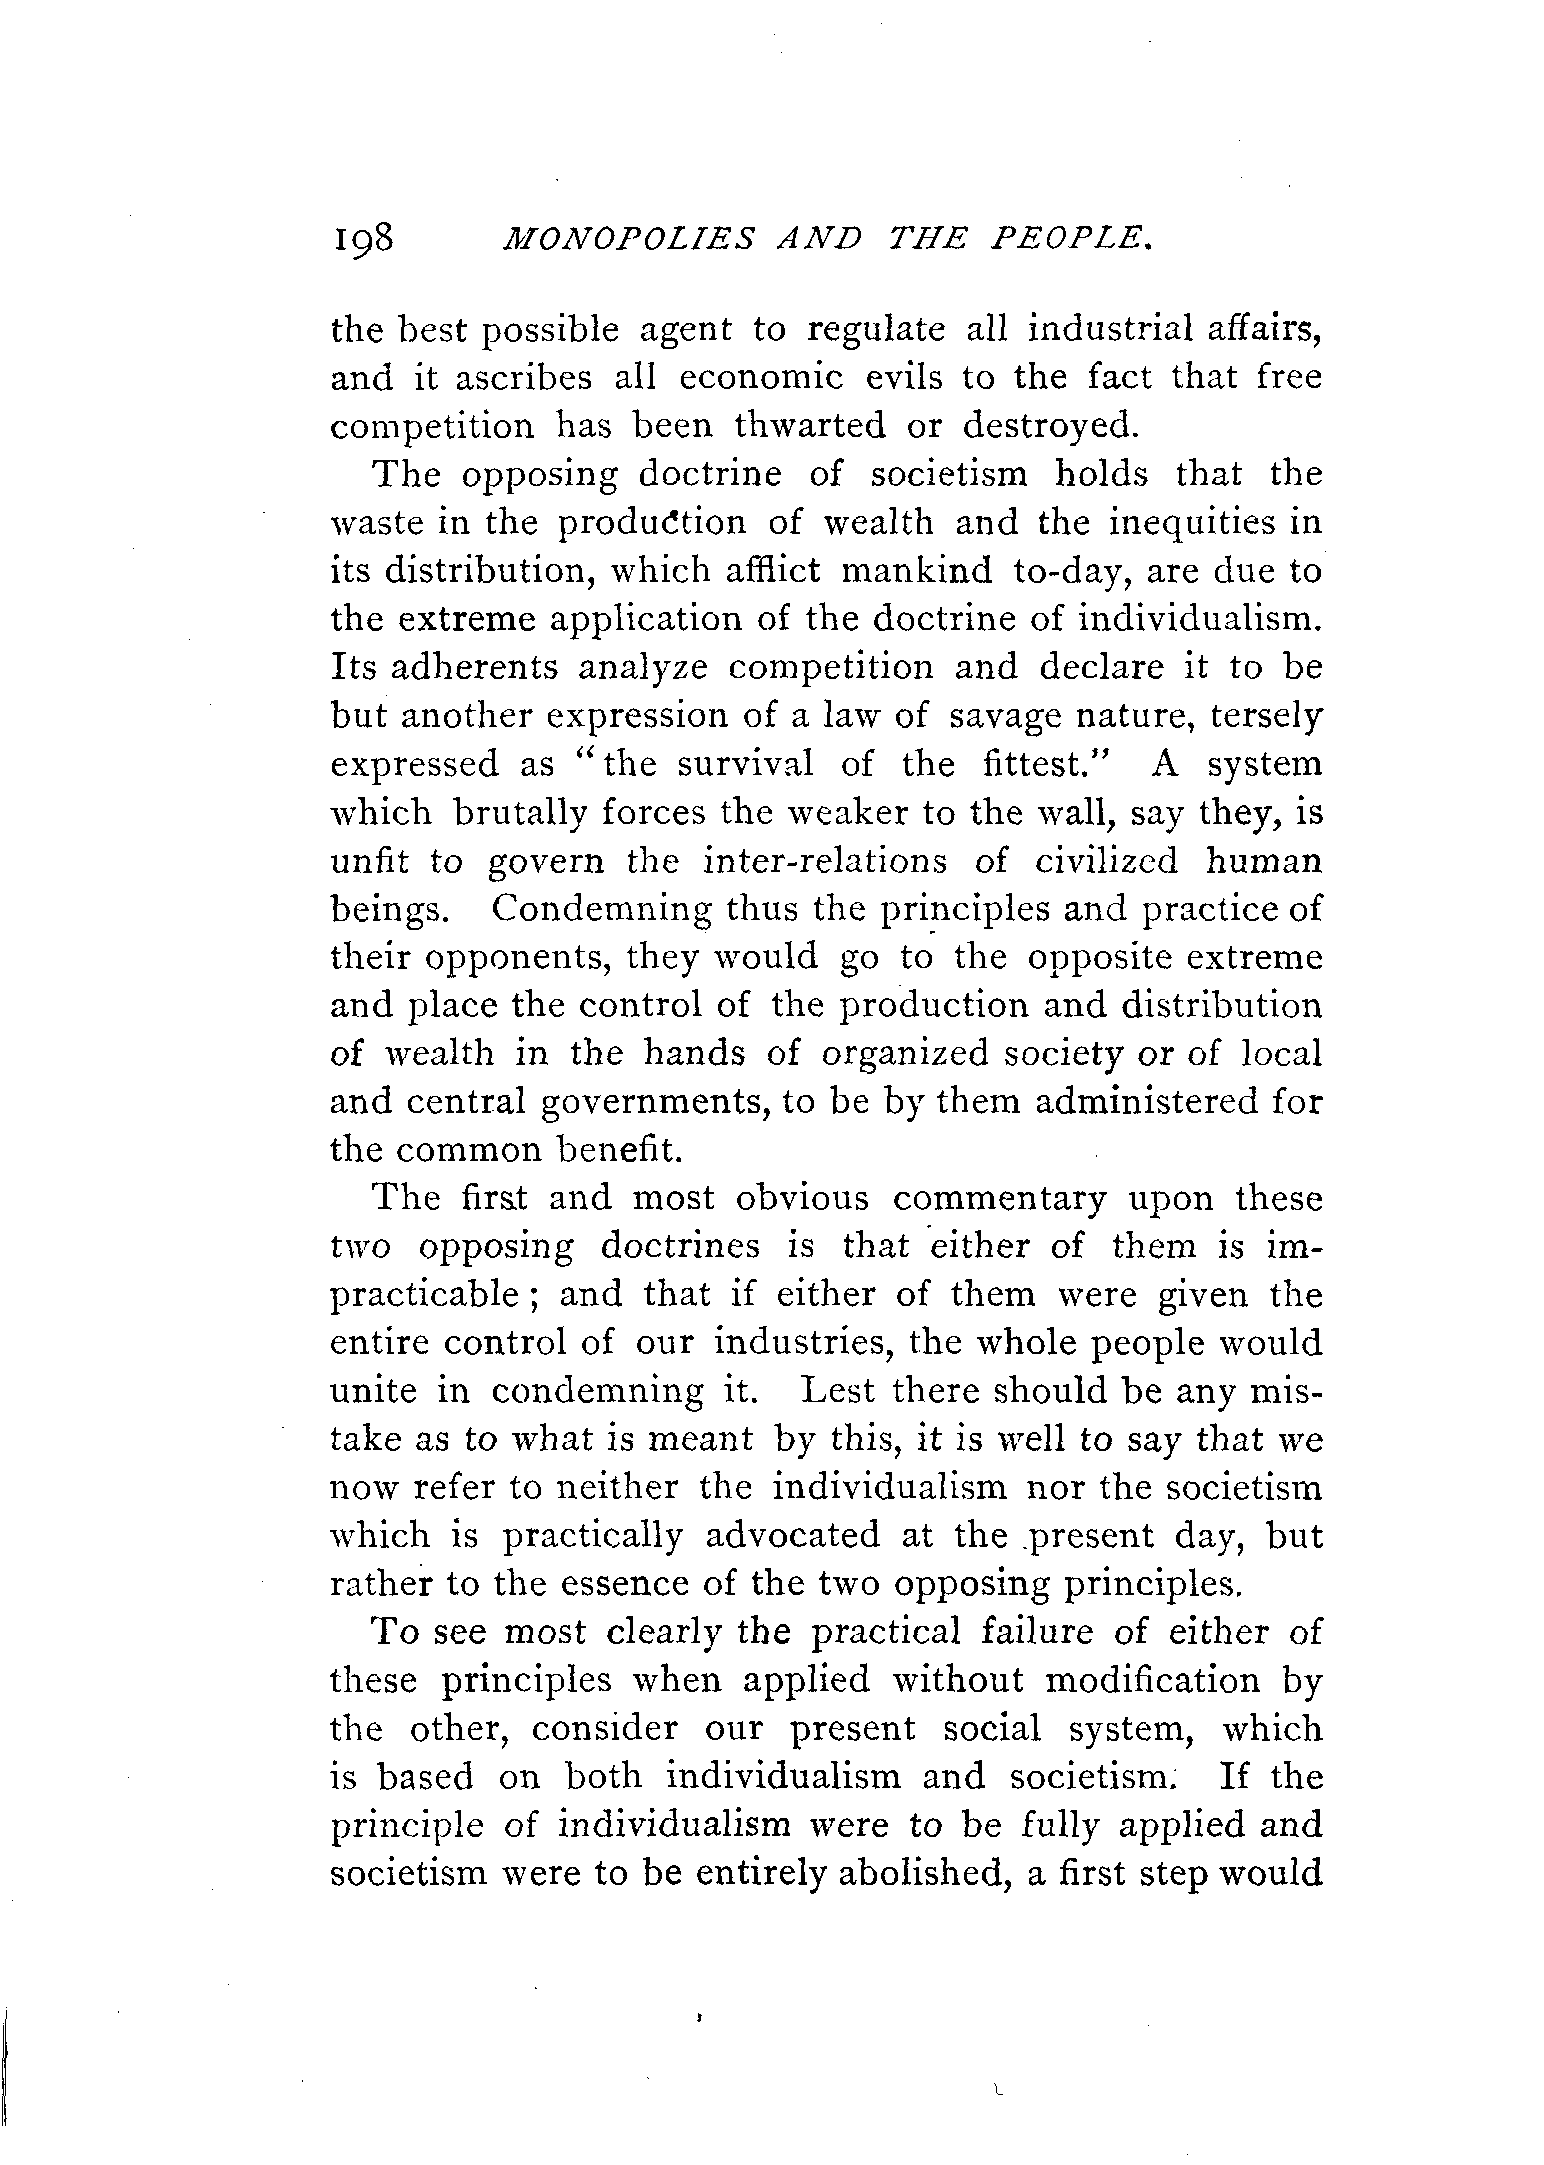 198 MONOPOLIES AND THE PEOPLE.
the best possible agent to regulate all industrial affairs,
and it ascribes all economic evils to the fact that free
competition has been thwarted or destroyed.
The opposing doctrine of societism holds that the
waste in the production of wealth and the inequities in
its distribution, which afflict mankind to-day, are due to
the extreme application of the doctrine of individualism.
Its adherents analyze competition and declare it to be
but another expression of a law of savage nature, tersely
expressed as "the survival of the fittest." A system
which brutally forces the weaker to the wall, say they, is
unfit to govern the inter-relations of civilized human
beings. Condemning thus the principles and practice of
their opponents, they would go to the opposite extreme
and place the control of the production and distribution
of wealth in the hands of organized society or of local
and central governments, to be by them administered for
the common benefit.
The first and most obvious commentary upon these
two opposing doctrines is that either of them is im-
practicable; and that if either of them were given the
entire control of our industries, the whole people would
unite in condemning it. Lest there should be any mis-
take as to what is meant by this, it is well to say that we
now refer to neither the individualism nor the societism
which is practically advocated at the present day, but
rather to the essence of the two opposing principles.
To see most clearly the practical failure of either of
these principles when applied without modification by
the other, consider our present social system, which
is based on both individualism and societism. If the
principle of individualism were to be fully applied and
societism were to be entirely abolished, a first step would